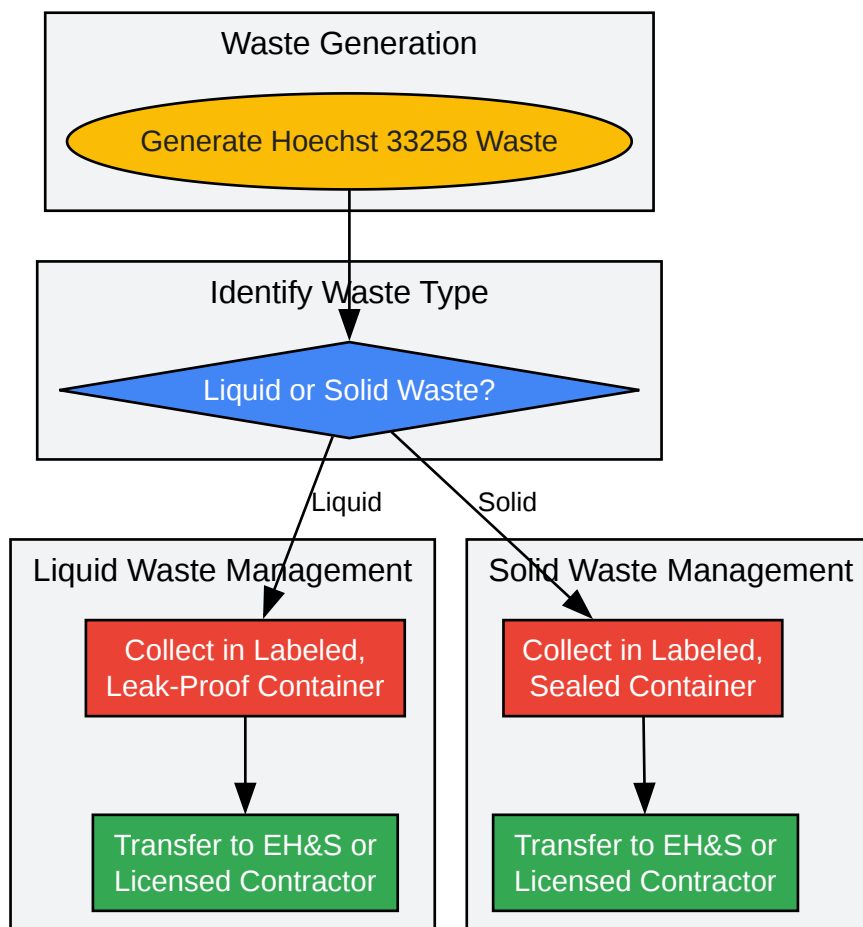 Waste Generation
Generate Hoechst 33258 Waste
Identify Waste Type
Liquid or Solid Waste?
Liquid
Solid
Liquid Waste Management
Collect in Labeled,
Leak-Proof Container
Transfer to EH&S or
Licensed Contractor
Solid Waste Management
Collect in Labeled,
Sealed Container
Transfer to EH&S or
Licensed Contractor